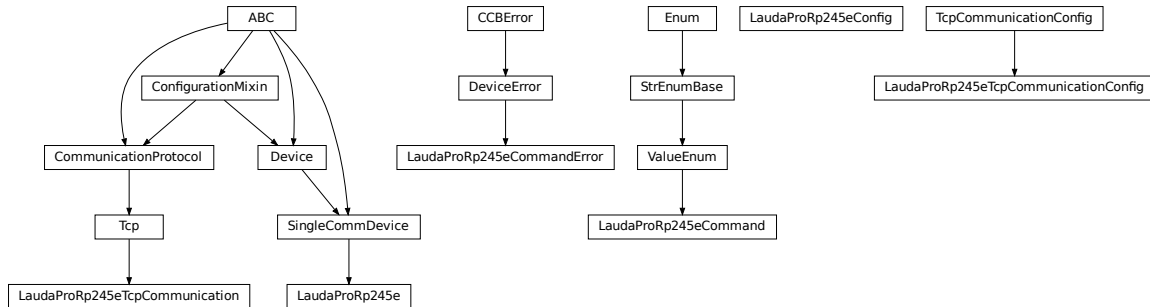 ABC
CCBError
Enum
LaudaProRp245eConfig
TcpCommunicationConfig
ConfigurationMixin
DeviceError
StrEnumBase
LaudaProRp245eTcpCommunicationConfig
CommunicationProtocol
Device
LaudaProRp245eCommandError
ValueEnum
Tcp
SingleCommDevice
LaudaProRp245eCommand
LaudaProRp245eTcpCommunication
LaudaProRp245e